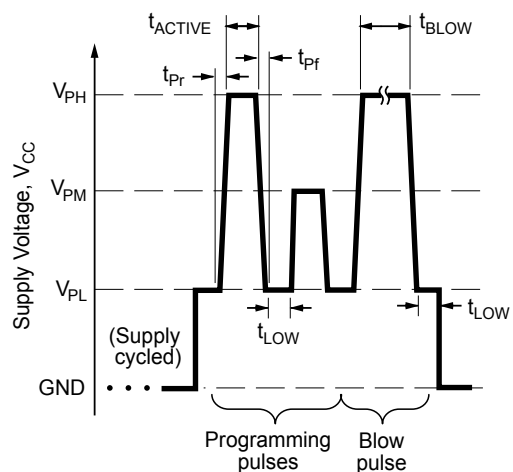 tACTIVE
tBLOW
tPr
tPf
VPH
VPM
VPL
Supply Voltage, VCC
tLOW
tLOW
(Supply
cycled)
GND
Programming
pulses
Blow
pulse